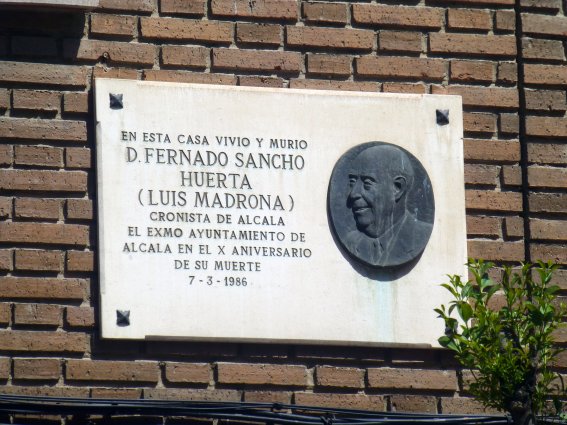 EN ESTA CASA VIVIO Y MURIO
D. FERNADO SANCHO
HUERTA
(LUIS MADRONA)
CRONISTA DE ALCALA
EL EXMO AYUNTAMIENTO DE
ALCALA EN EL X ANIVERSARIO
DE SU MUERTE
7-3-1986